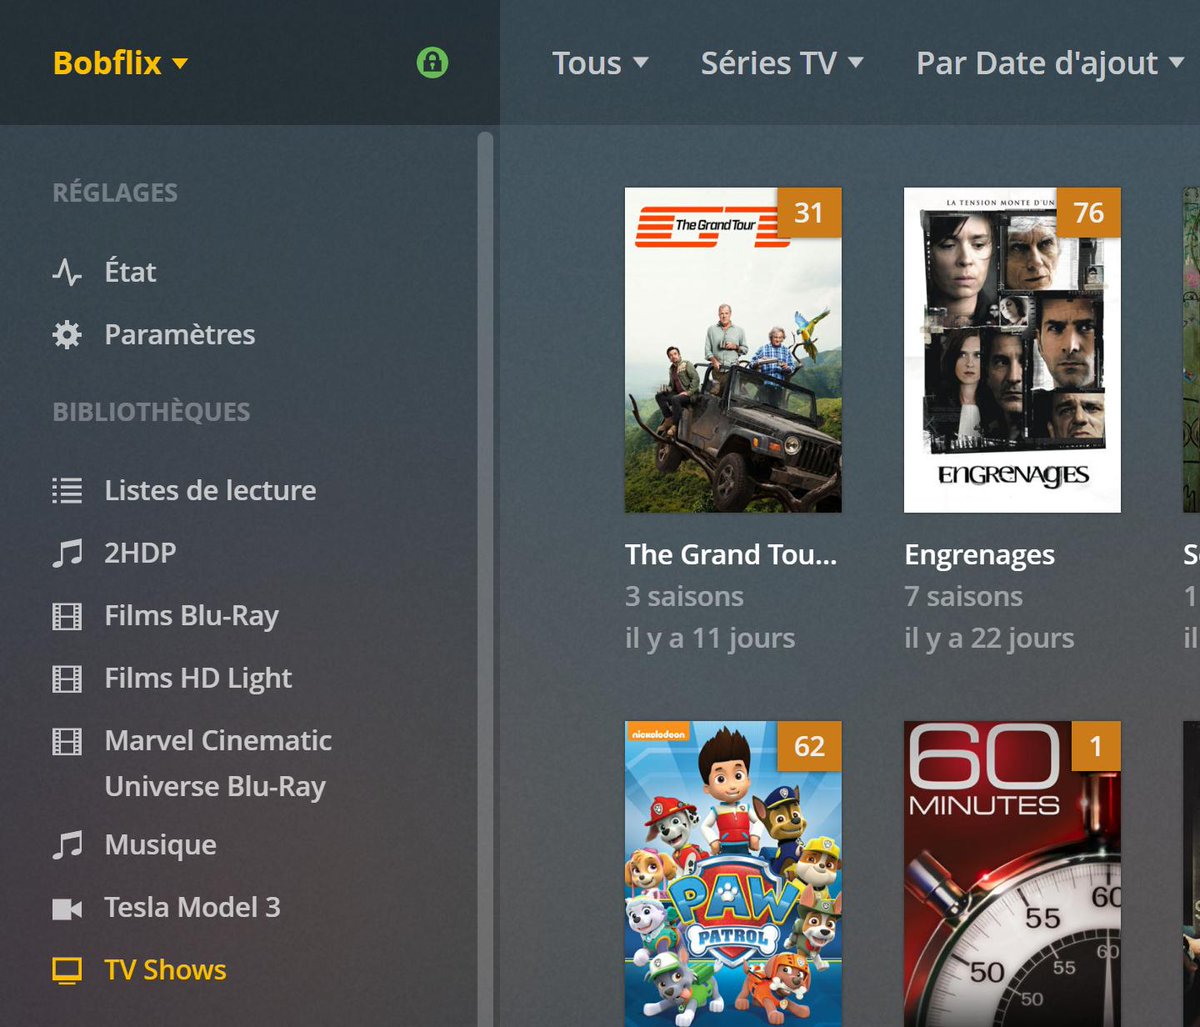 Bobflix
Tous
Séries TV
Par Date d'ajout
RÉGLAGES
État
Paramètres
BIBLIOTHÈQUES
Listes de lecture
2HDP
Films Blu-Ray
Films HD Light
Marvel Cinematic
Universe Blu-Ray
Musique
Tesla Model 3
TV Shows
The Grand Tour
31
LA TENSION MONTE D'UN
76
ENGRENAGES
The Grand Tou...
3 saisons
il y a 11 jours
Engrenages
7 saisons
il y a 22 jours
S
1
il
nickelodeon
62
PAW
PATROL
60
MINUTES
1
60
55
50
60
55
50